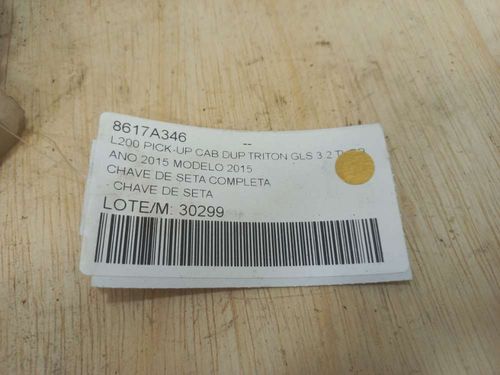 8617A346 --
L200 PICK-UP CAB DUP TRITON GLS 3.2
ANO 2015 MODELO 2015
CHAVE DE SETA COMPLETA
CHAVE DE SETA
LOTE/M: 30299